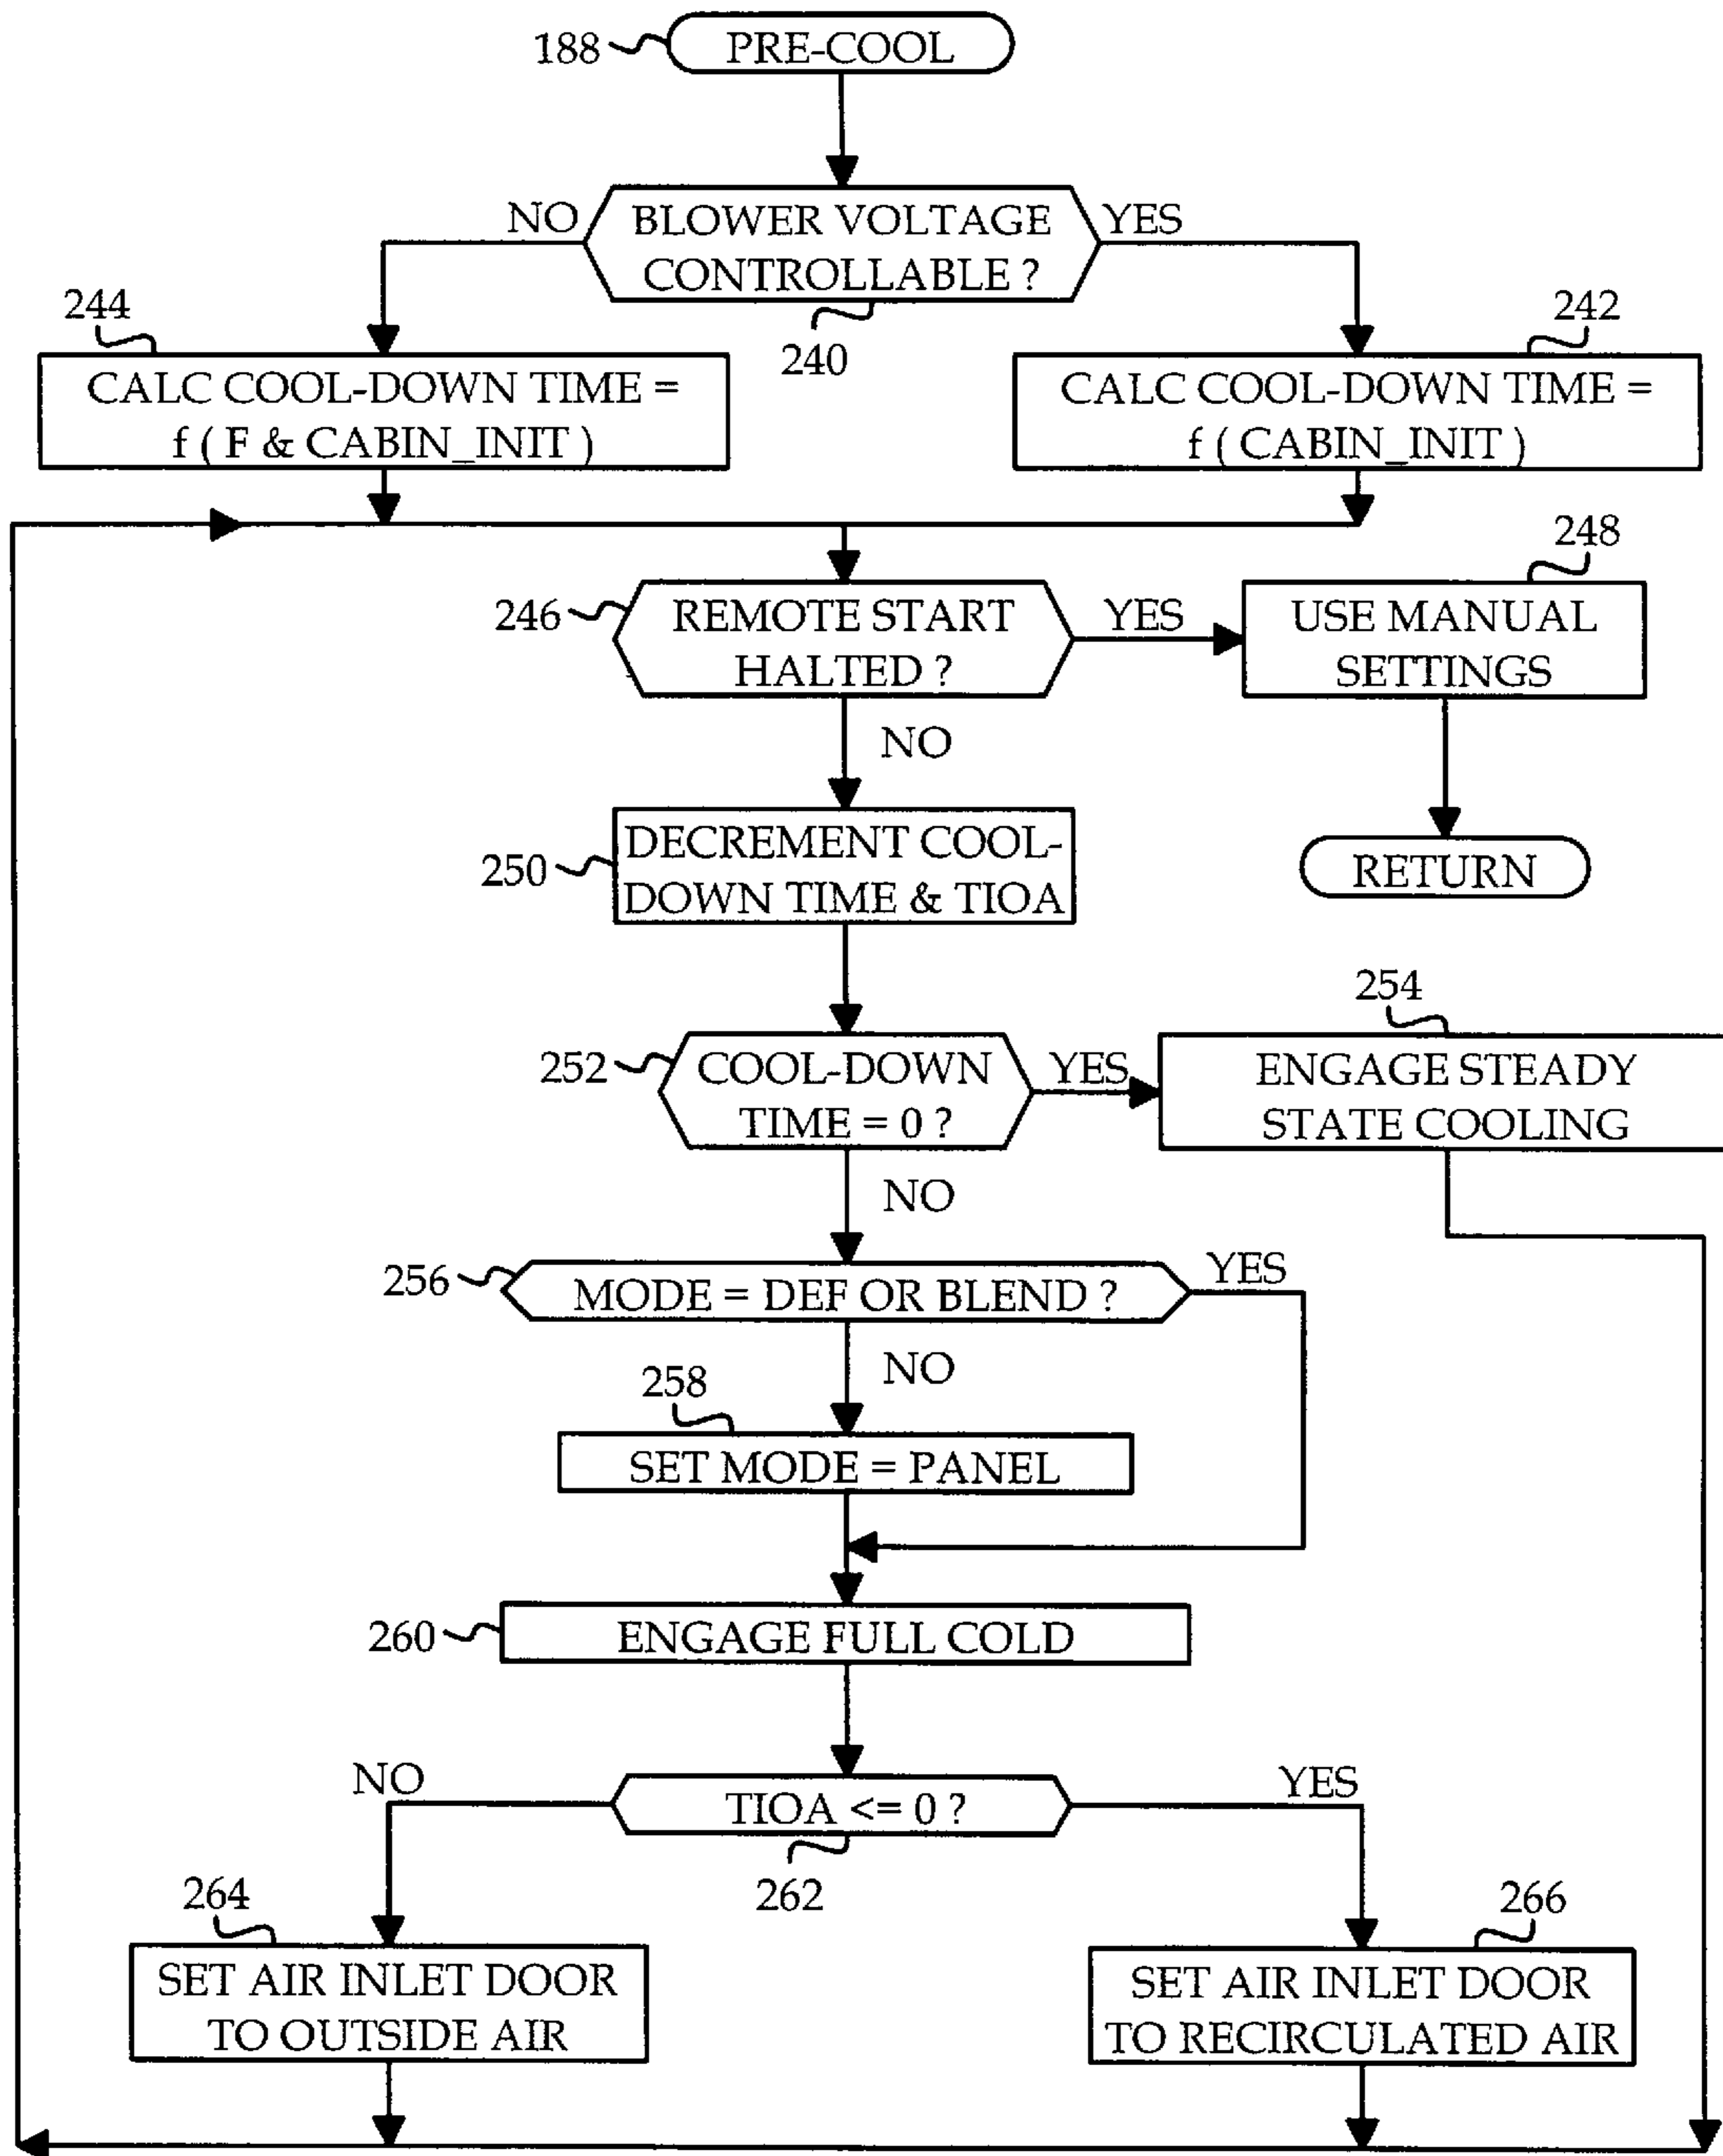 188
PRE-COOL
NO
BLOWER VOLTAGE
CONTROLLABLE ?
YES
240
244
CALC COOL-DOWN TIME =
f ( F & CABIN_INIT )
242
CALC COOL-DOWN TIME =
f ( CABIN_INIT )
246
REMOTE START
HALTED ?
YES
248
USE MANUAL
SETTINGS
NO
RETURN
250
DECREMENT COOL-
DOWN TIME & TIOA
252
COOL-DOWN
TIME = 0 ?
YES
254
ENGAGE STEADY
STATE COOLING
NO
256
MODE = DEF OR BLEND ?
YES
NO
258
SET MODE = PANEL
260
ENGAGE FULL COLD
NO
TIOA <= 0 ?
YES
262
264
SET AIR INLET DOOR
TO OUTSIDE AIR
266
SET AIR INLET DOOR
TO RECIRCULATED AIR